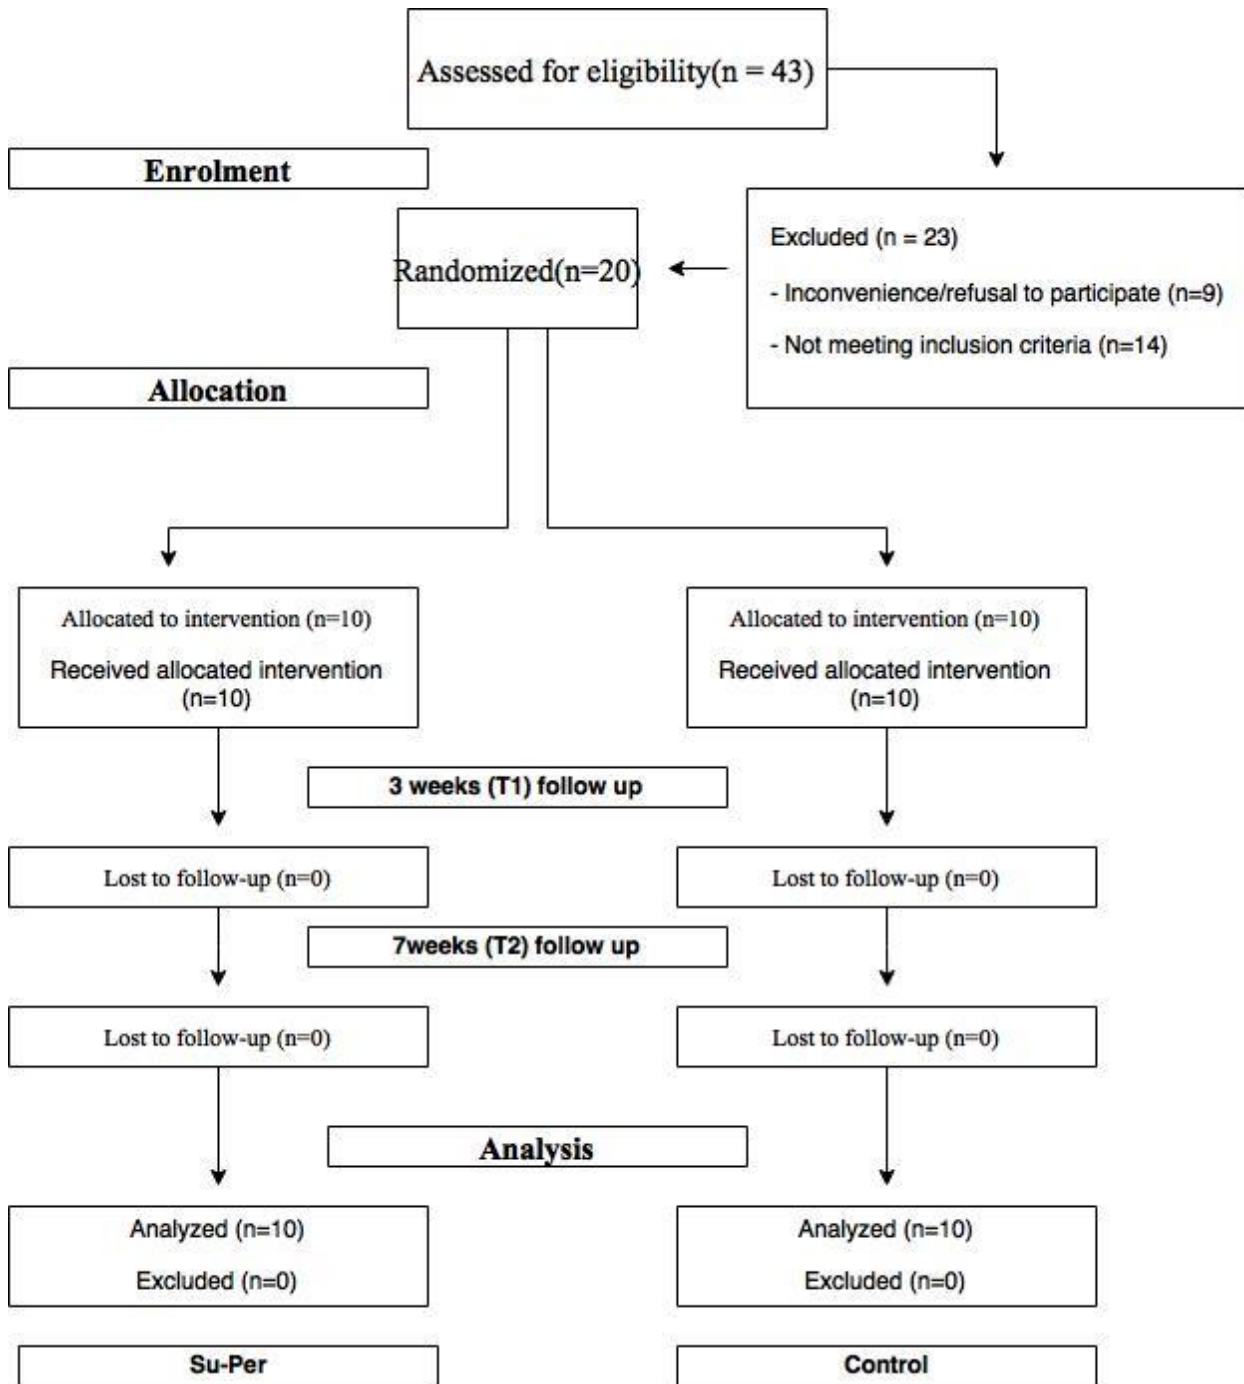 Assessed for eligibility(n = 43)
Enrolment
Excluded (n = 23)
- Inconvenience/refusal to participate (n=9)
- Not meeting inclusion criteria (n=14)
Randomized(n=20)
Allocation
Allocated to intervention (n=10)
Received allocated intervention
(n=10)
Allocated to intervention (n=10)
Received allocated intervention
(n=10)
3 weeks (T1) follow up
Lost to follow-up (n=0)
Lost to follow-up (n=0)
7weeks (T2) follow up
Lost to follow-up (n=0)
Lost to follow-up (n=0)
Analysis
Analyzed (n=10)
Excluded (n=0)
Analyzed (n=10)
Excluded (n=0)
Su-Per
Control